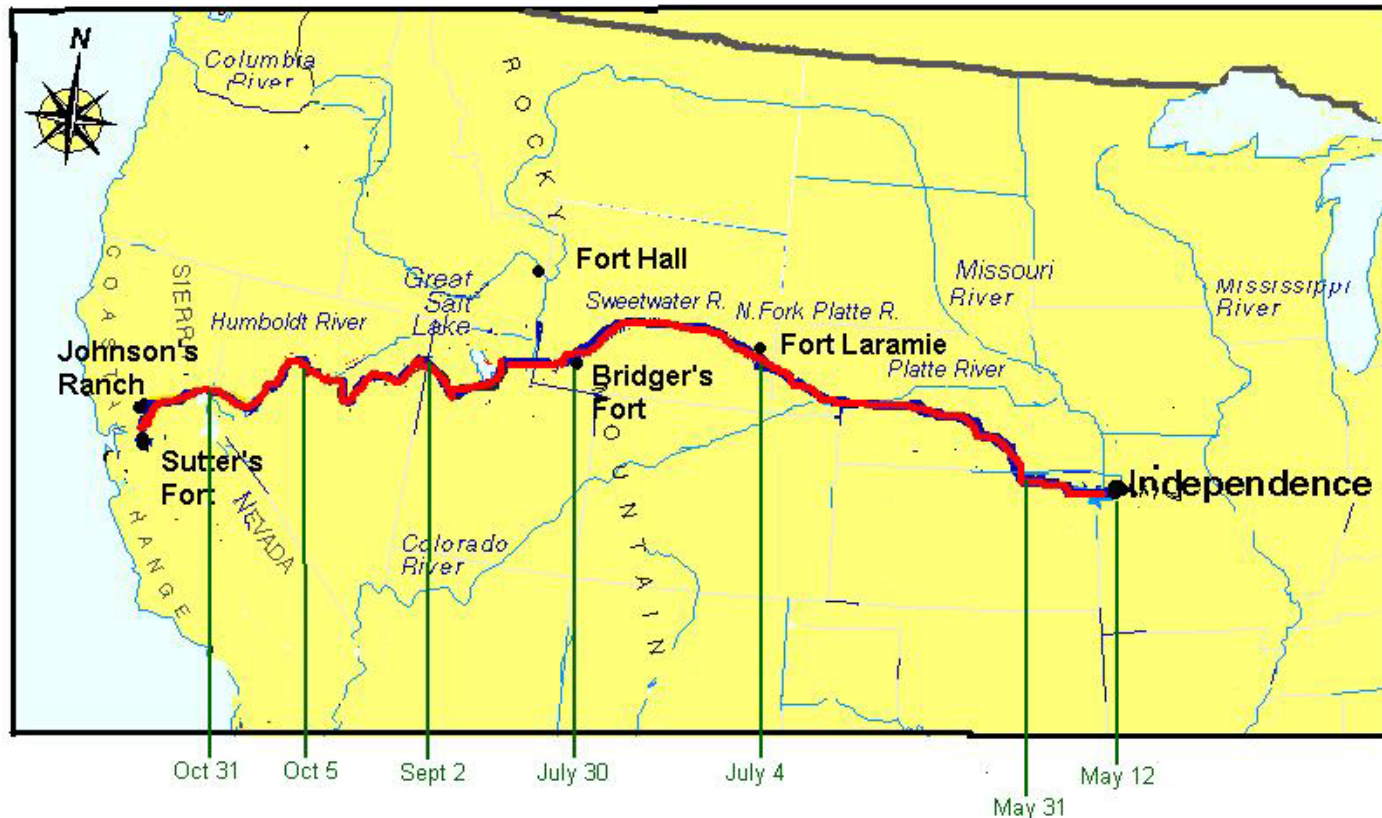 N
Columbia
River
ROCKY
MOUNTAIN
COASTAL
RANGE
SIERR
NEVADA
Fort Hall
Great
Salt
Lake
Humboldt River
Sweetwater R.
N.Fork Platte R.
Missouri
River
Mississippi
River
Johnson's
Ranch
Fort Laramie
Platte River
Bridger's
Fort
Sutter's
Fort
Independence
Colorado
River
Oct 31
Oct 5
Sept 2
July 30
July 4
May 31
May 12